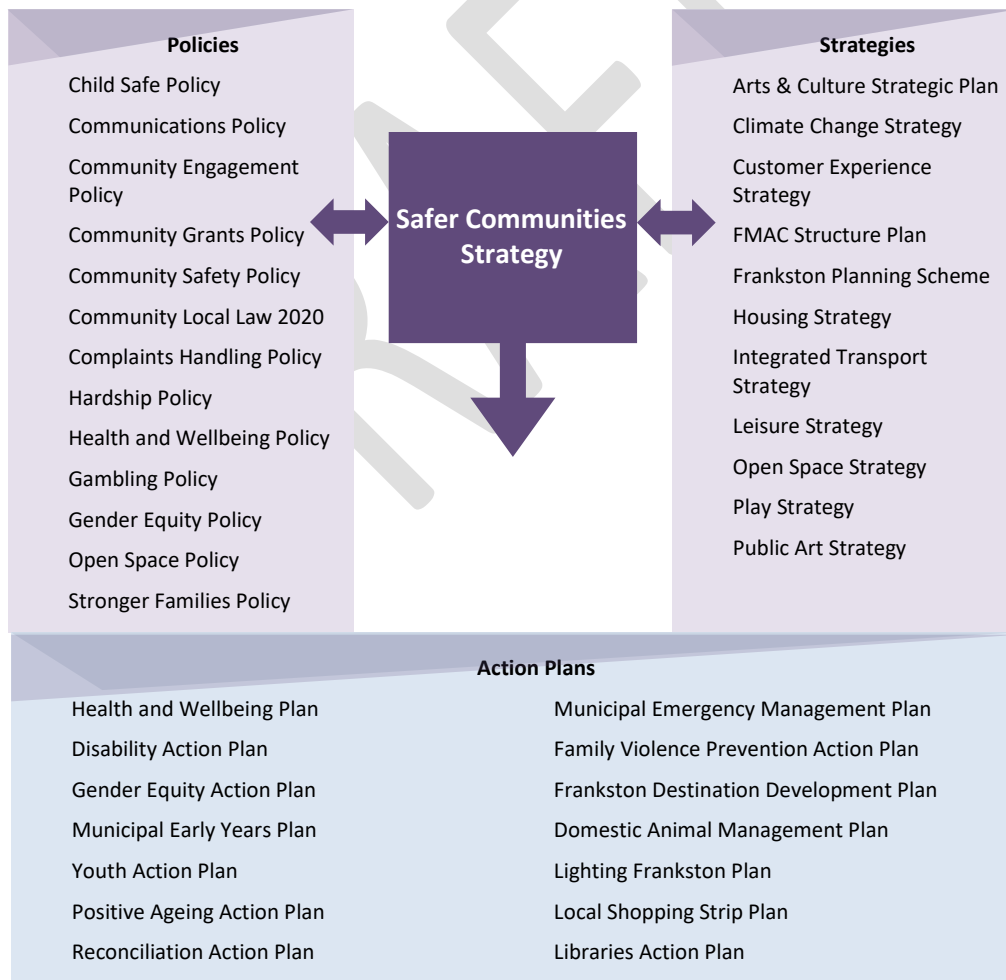 Policies
Child Safe Policy
Communications Policy
Community Engagement
Policy
Community Grants Policy
Community Safety Policy
Community Local Law 2020
Complaints Handling Policy
Hardship Policy
Health and Wellbeing Policy
Gambling Policy
Gender Equity Policy
Open Space Policy
Stronger Families Policy
Safer Communities
Strategy
Strategies
Arts & Culture Strategic Plan
Climate Change Strategy
Customer Experience
Strategy
FMAC Structure Plan
Frankston Planning Scheme
Housing Strategy
Integrated Transport
Strategy
Leisure Strategy
Open Space Strategy
Play Strategy
Public Art Strategy
Action Plans
Health and Wellbeing Plan
Disability Action Plan
Gender Equity Action Plan
Municipal Early Years Plan
Youth Action Plan
Positive Ageing Action Plan
Reconciliation Action Plan
Municipal Emergency Management Plan
Family Violence Prevention Action Plan
Frankston Destination Development Plan
Domestic Animal Management Plan
Lighting Frankston Plan
Local Shopping Strip Plan
Libraries Action Plan